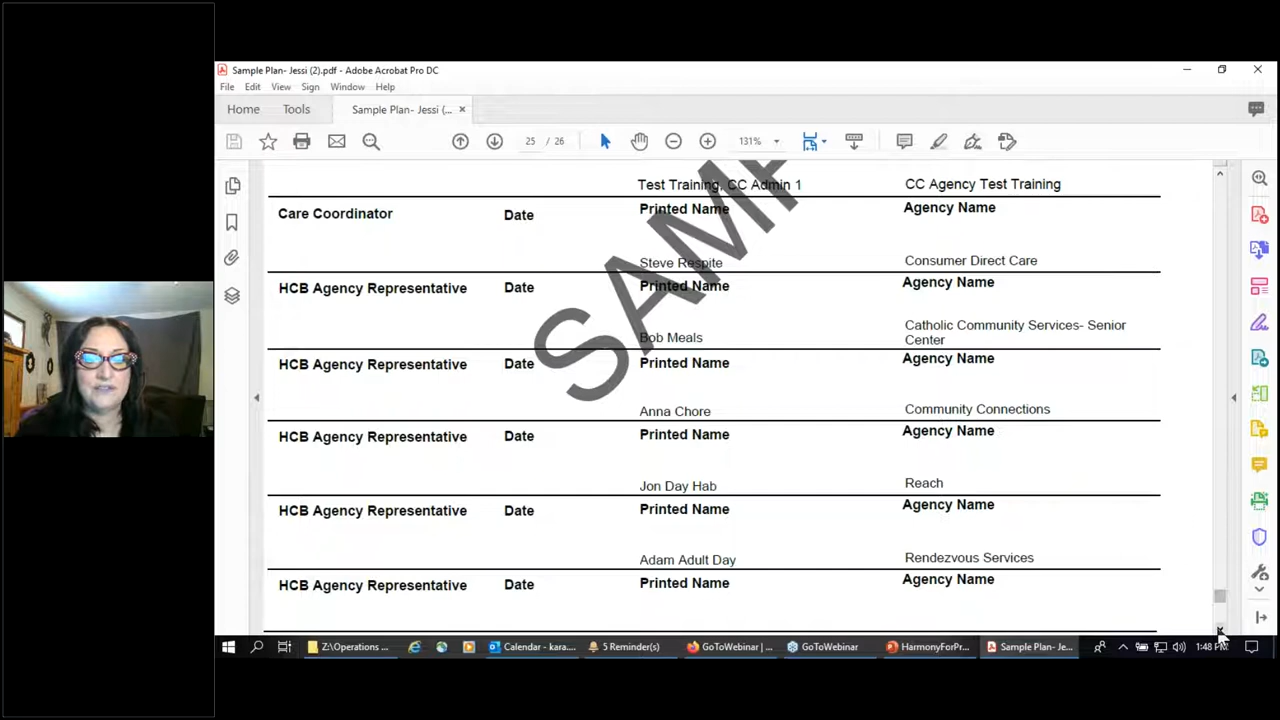 Sample Plan- Jessi (2).pdf - Adobe Acrobat Pro DC
File Edit View Sign Window Help
Home Tools Sample Plan- Jessi (...
25 / 26 131%
Test Training, CC Admin 1 CC Agency Test Training
Care Coordinator Date Printed Name Agency Name
Steve Respite Consumer Direct Care
HCB Agency Representative Date Printed Name Agency Name
Bob Meals Catholic Community Services- Senior
Center
HCB Agency Representative Date Printed Name Agency Name
Anna Chore Community Connections
HCB Agency Representative Date Printed Name Agency Name
Jon Day Hab Reach
HCB Agency Representative Date Printed Name Agency Name
Adam Adult Day Rendezvous Services
HCB Agency Representative Date Printed Name Agency Name
SAMP
Z:\Operations ... Calendar - kara.... 5 Reminder(s) GoToWebinar | ... GoToWebinar HarmonyForPr... Sample Plan- Je... 1:48 PM